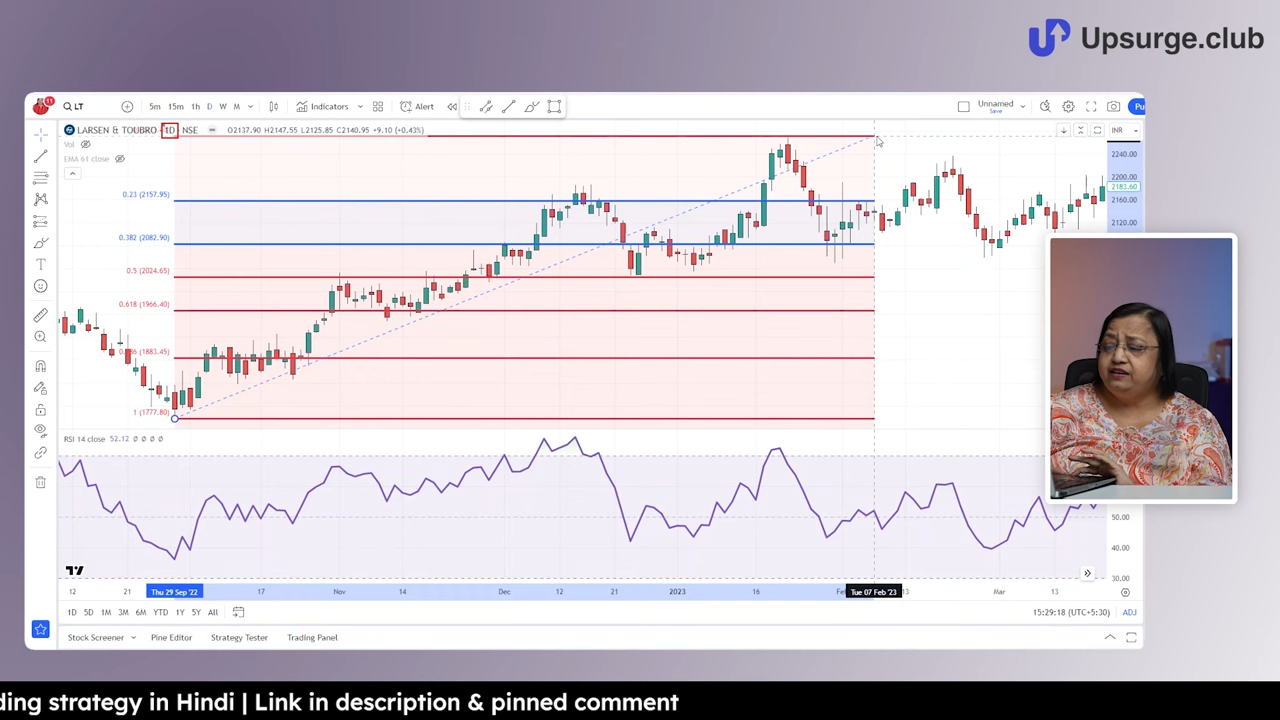 Upsurge.club
11
LT
5m 15m 1h D W M
Indicators
Alert
Unnamed
Save
LARSEN & TOUBRO 1D NSE
O2137.90 H2147.55 L2125.85 C2140.95 +9.10 (+0.43%)
INR
Vol
EMA 61 close
2240.00
2200.00
2183.60
2160.00
2120.00
0.23 (2157.95)
0.382 (2082.90)
0.5 (2024.65)
0.618 (1966.40)
1 (1777.80)
RSI 14 close 52.12
50.00
40.00
30.00
12 21 Thu 29 Sep '22 17 Nov 14 Dec 12 21 2023 16 Tue 07 Feb '23 13 Mar 13
1D 5D 1M 3M 6M YTD 1Y 5Y All
15:29:18 (UTC+5:30) ADJ
Stock Screener Pine Editor Strategy Tester Trading Panel
ding strategy in Hindi | Link in description & pinned comment